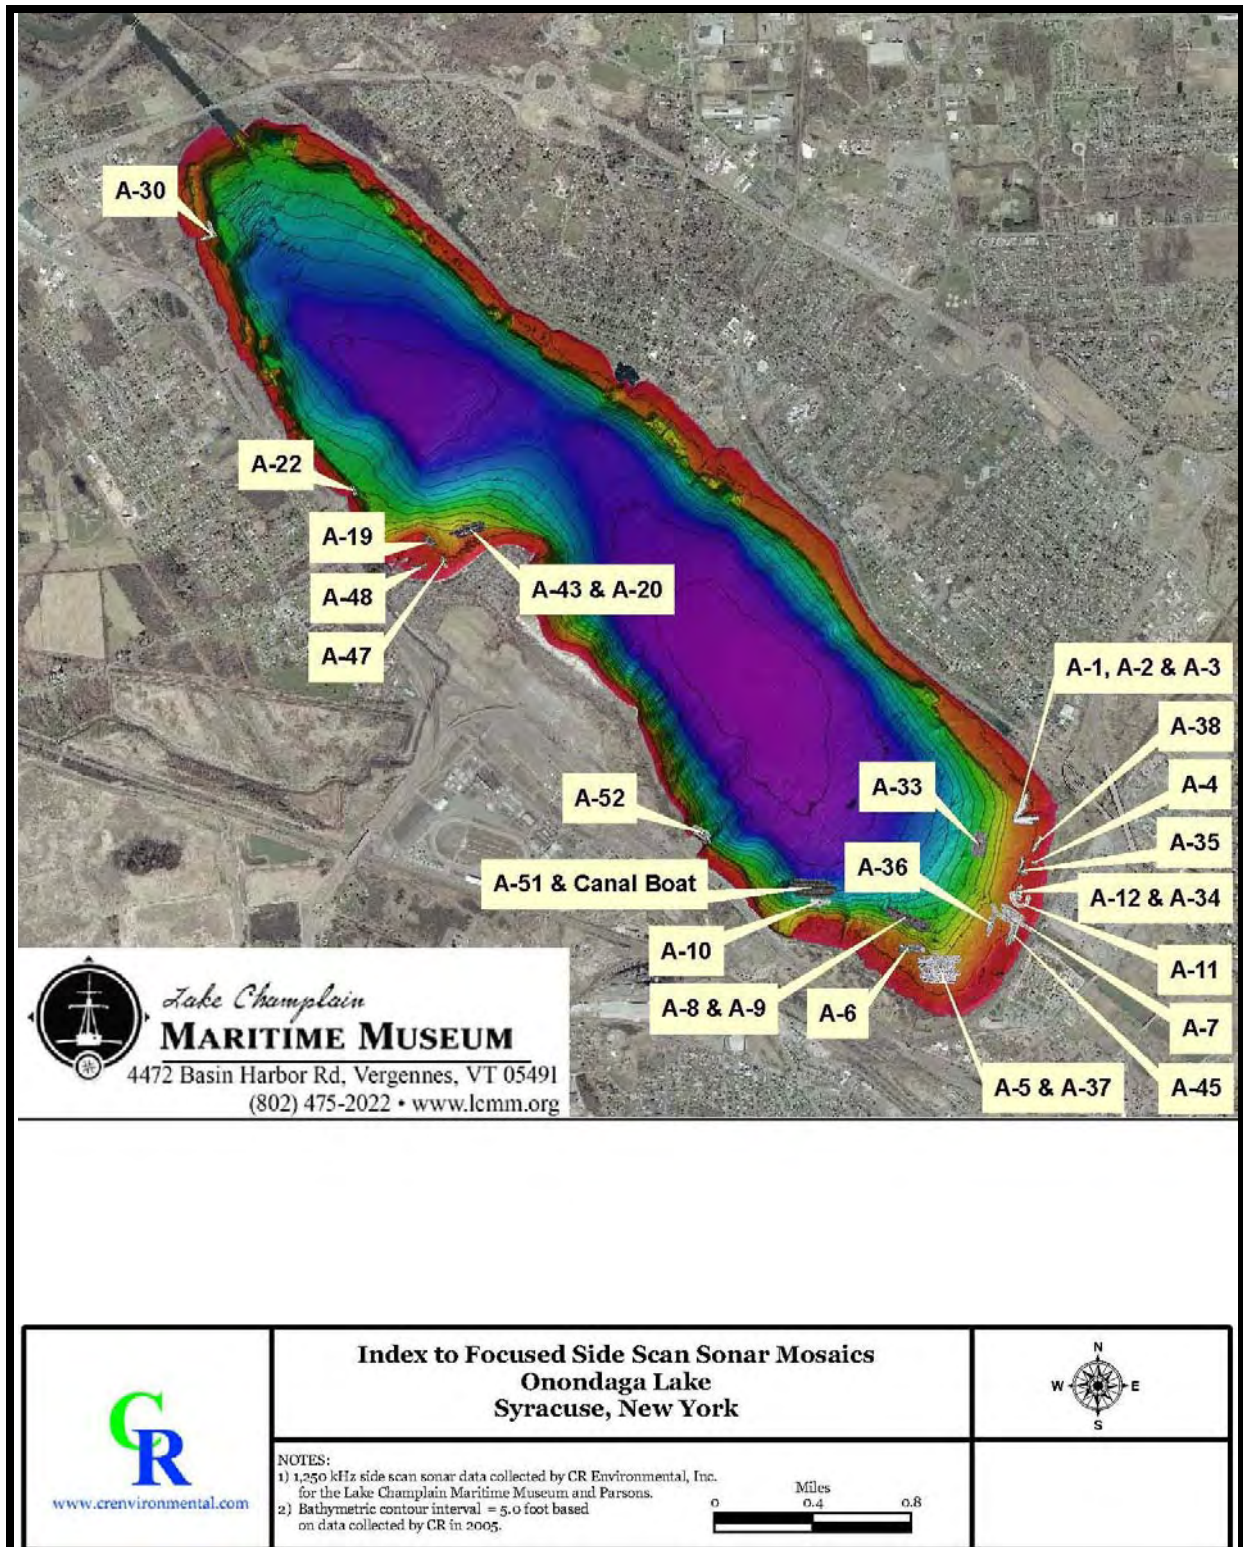 A-30
A-22
A-19
A-48
A-47
A-43 & A-20
A-1, A-2 & A-3
A-38
A-4
A-33
A-35
A-52
A-36
A-51 & Canal Boat
A-12 & A-34
A-10
A-11
A-8 & A-9
A-6
A-7
A-5 & A-37
A-45
Lake Champlain
MARITIME MUSEUM
4472 Basin Harbor Rd, Vergennes, VT 05491
(802) 475-2022 • www.lcmm.org
CR
www.crenvironmental.com
Index to Focused Side Scan Sonar Mosaics
Onondaga Lake
Syracuse, New York
N
W E
S
NOTES:
1) 1,250 kHz side scan sonar data collected by CR Environmental, Inc.
for the Lake Champlain Maritime Museum and Parsons.
2) Bathymetric contour interval = 5.0 foot based
on data collected by CR in 2005.
Miles
0 0.4 0.8